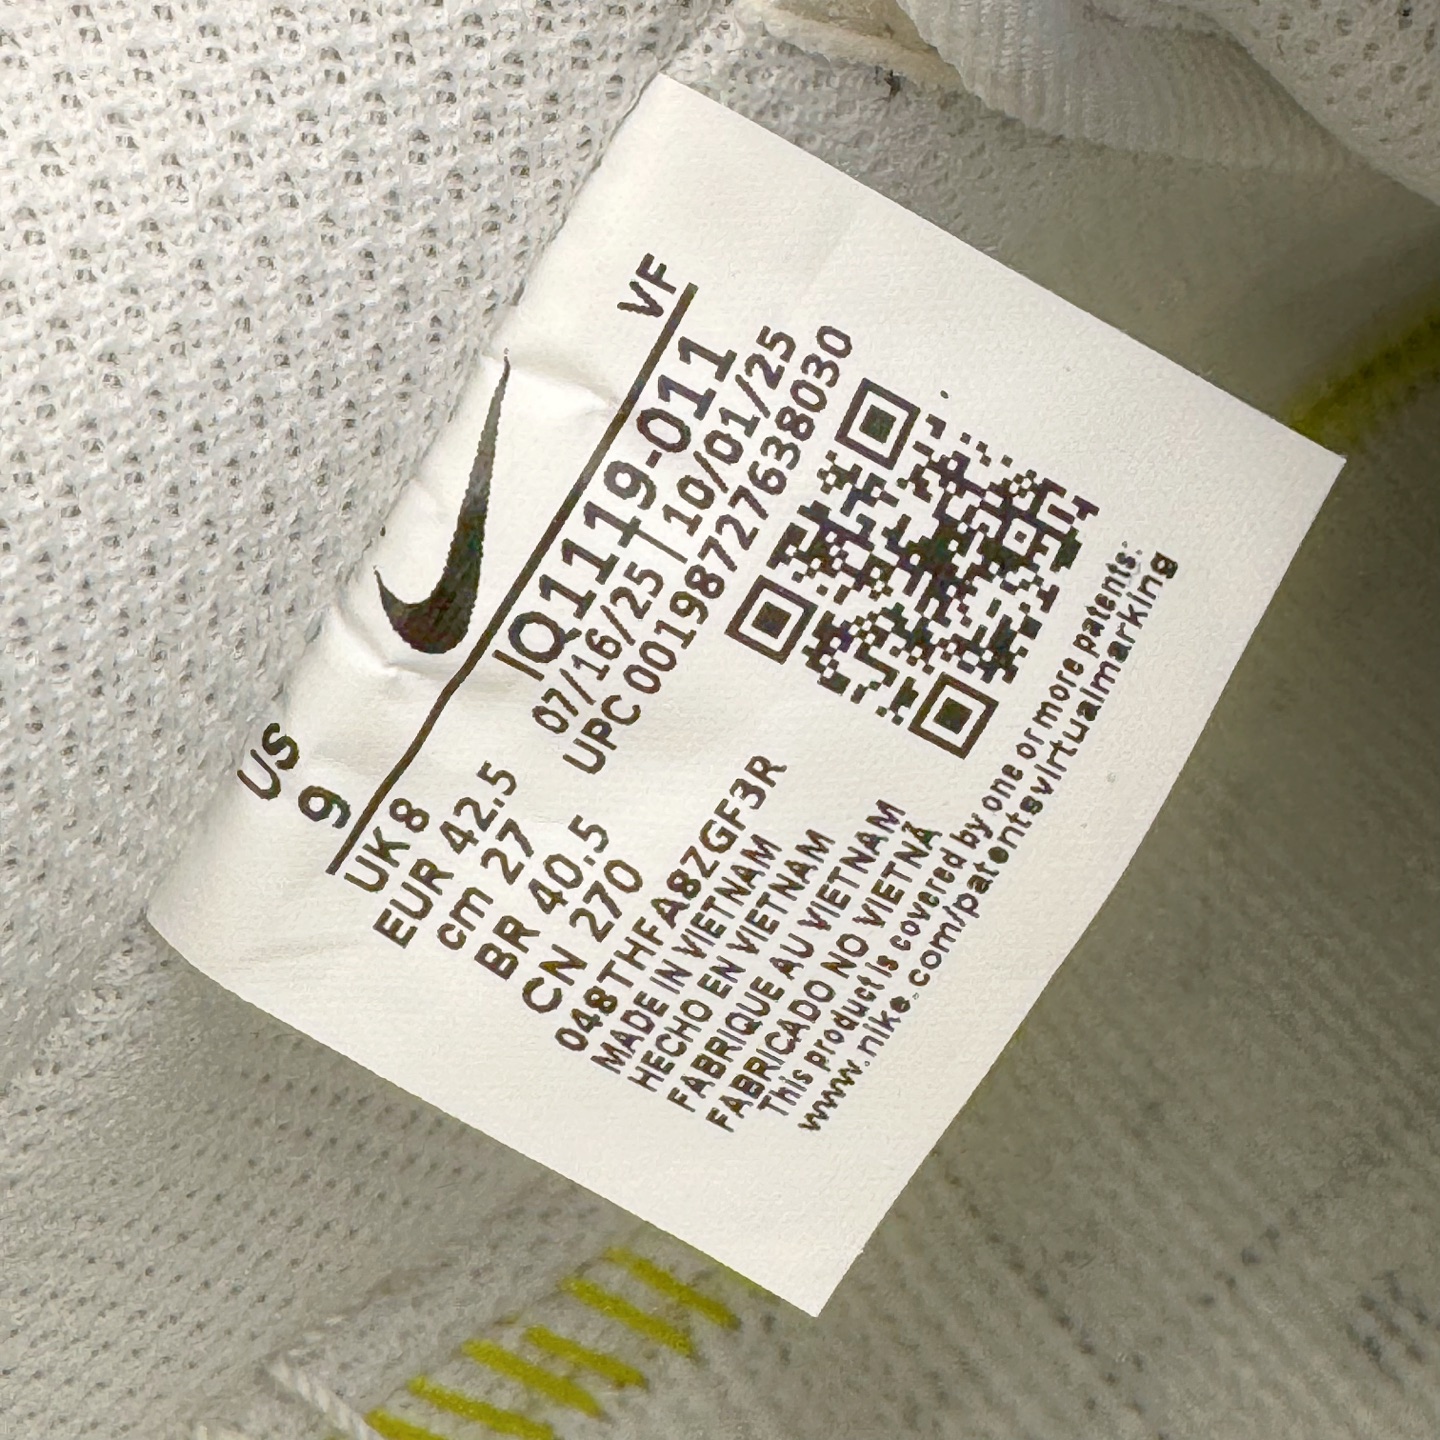 US
9
VF
UK 8
EUR 42.5
cm 27
BR 40.5
CN 270
IQ1119-011
07/16/25 | 10/01/25
UPC 00198727638030
048THFA8ZGF3R
MADE IN VIETNAM
HECHO EN VIETNAM
FABRIQUE AU VIETNAM
FABRICADO NO VIETNÃ
This product is covered by one or more patents:
www.nike.com/patentsvirtualmarking